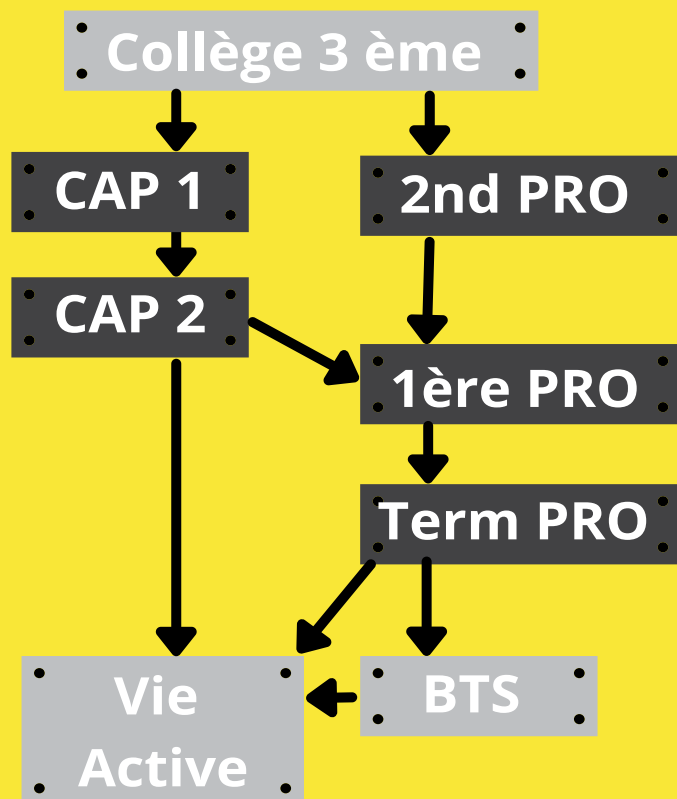 Collège 3 ème
CAP 1
2nd PRO
CAP 2
1ère PRO
Term PRO
Vie
Active
BTS